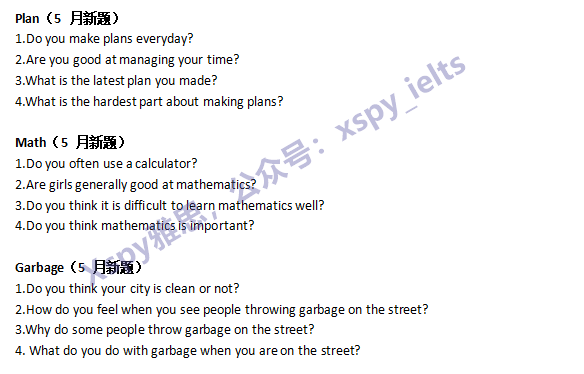 Plan（5 月新题）
1.Do you make plans everyday?
2.Are you good at managing your time?
3.What is the latest plan you made?
4.What is the hardest part about making plans?
Math（5 月新题）
1.Do you often use a calculator?
2.Are girls generally good at mathematics?
3.Do you think it is difficult to learn mathematics well?
4.Do you think mathematics is important?
Garbage（5 月新题）
1.Do you think your city is clean or not?
2.How do you feel when you see people throwing garbage on the street?
3.Why do some people throw garbage on the street?
4. What do you do with garbage when you are on the street?
xspy雅思，公众号：xspy_ielts